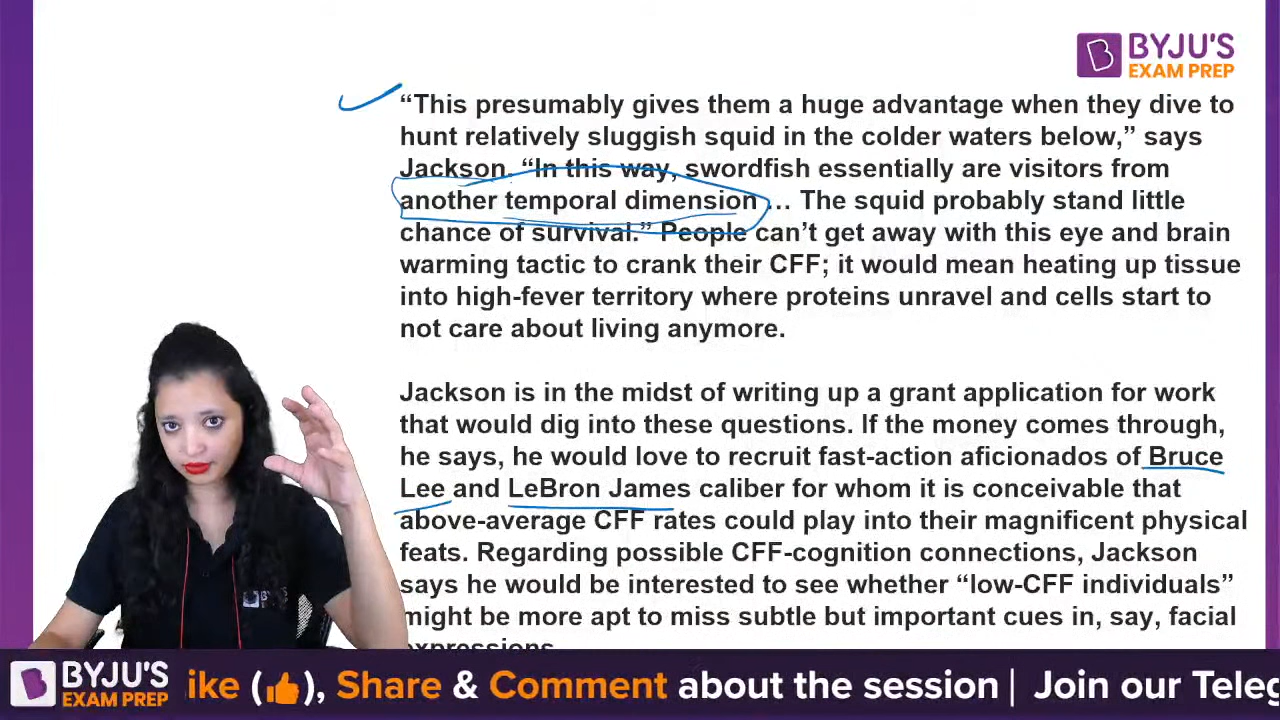 BYJU'S
EXAM PREP
“This presumably gives them a huge advantage when they dive to
hunt relatively sluggish squid in the colder waters below,” says
Jackson. “In this way, swordfish essentially are visitors from
another temporal dimension… The squid probably stand little
chance of survival.” People can’t get away with this eye and brain
warming tactic to crank their CFF; it would mean heating up tissue
into high-fever territory where proteins unravel and cells start to
not care about living anymore.
Jackson is in the midst of writing up a grant application for work
that would dig into these questions. If the money comes through,
he says, he would love to recruit fast-action aficionados of Bruce
Lee and LeBron James caliber for whom it is conceivable that
above-average CFF rates could play into their magnificent physical
feats. Regarding possible CFF-cognition connections, Jackson
says he would be interested to see whether “low-CFF individuals”
might be more apt to miss subtle but important cues in, say, facial
expressions.
BYJU'S
EXAM PREP
ike (👍), Share & Comment about the session | Join our Teleg